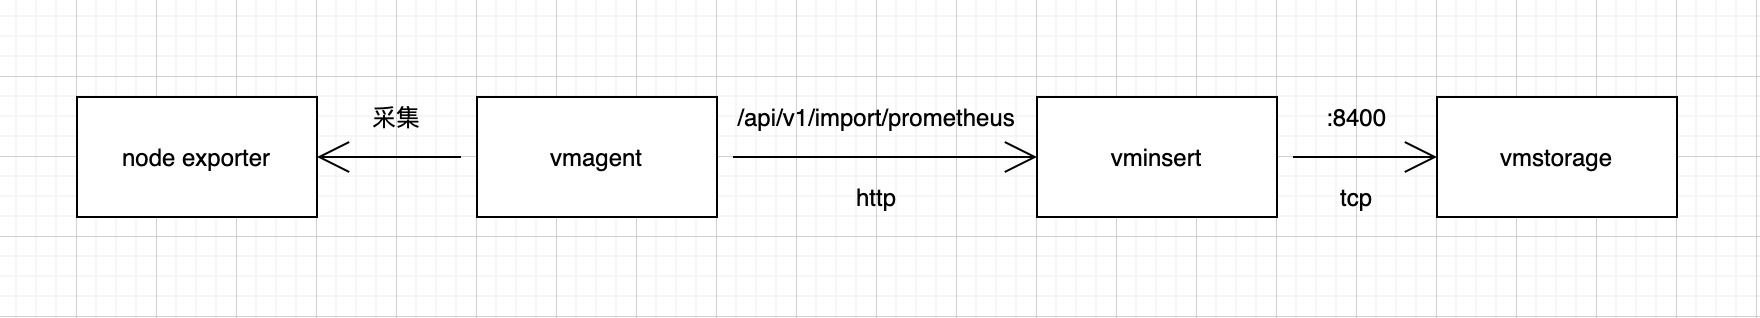 采集
/api/v1/import/prometheus
:8400
node exporter
vmagent
vminsert
vmstorage
http
tcp